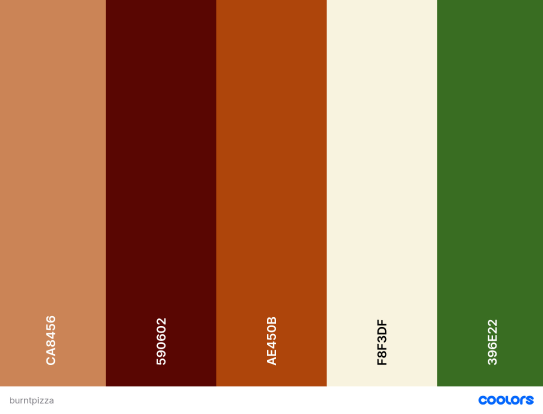 CA8456
590602
AE450B
F8F3DF
396E22
burntpizza
coolors